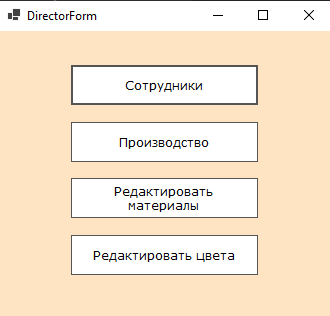 DirectorForm
Сотрудники
Производство
Редактировать
материалы
Редактировать цвета